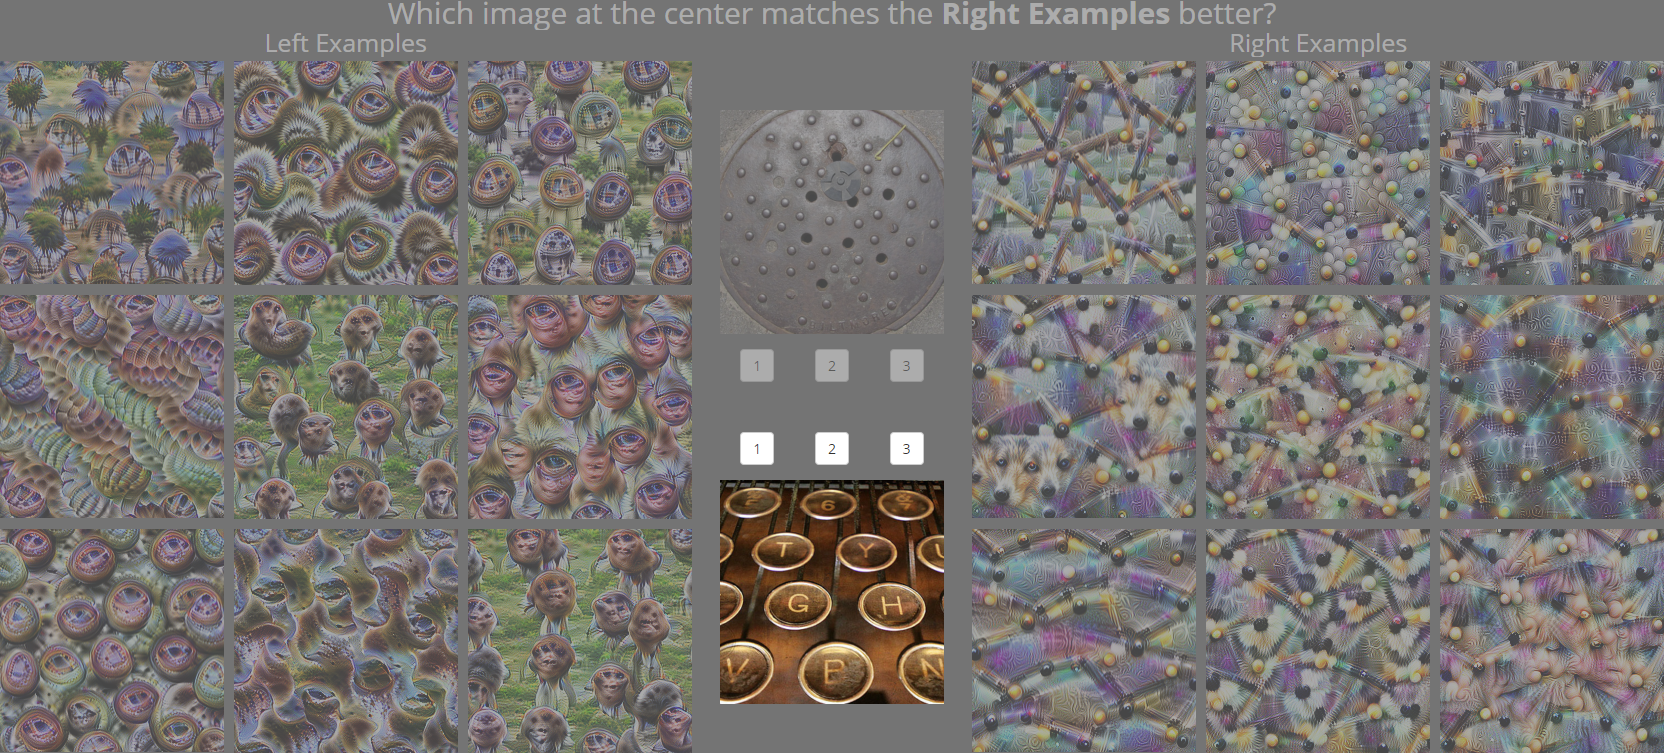 Which image at the center matches the Right Examples better?
Left Examples
Right Examples
1 2 3
1 2 3
6
T Y U
G H
V P N